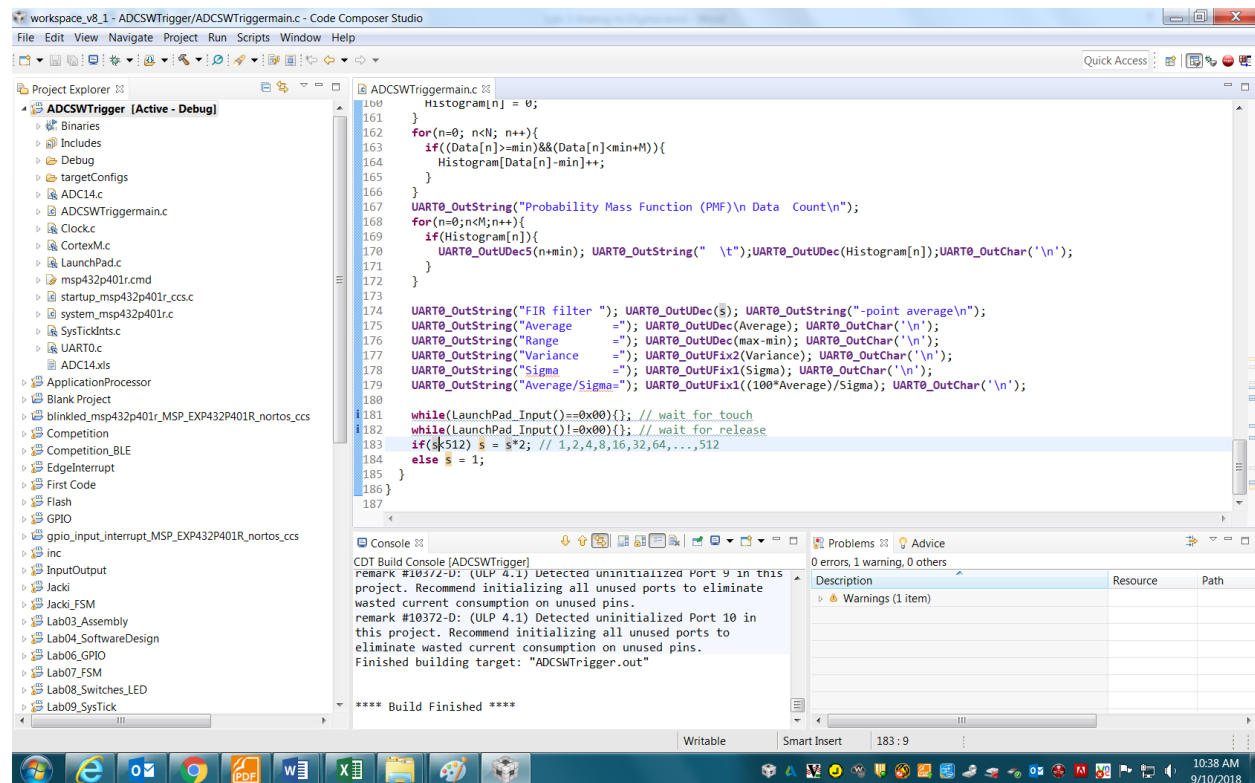 workspace_v8_1 - ADCSWTrigger/ADCSWTriggermain.c - Code Composer Studio
File Edit View Navigate Project Run Scripts Window Help
Quick Access
Project Explorer
ADCSWTrigger [Active - Debug]
Binaries
Includes
Debug
targetConfigs
ADC14.c
ADCSWTriggermain.c
Clock.c
CortexM.c
LaunchPad.c
msp432p401r.cmd
startup_msp432p401r_ccs.c
system_msp432p401r.c
SysTickInts.c
UART0.c
ADC14.xls
ApplicationProcessor
Blank Project
blinkled_msp432p401r_MSP_EXP432P401R_nortos_ccs
Competition
Competition_BLE
EdgeInterrupt
First Code
Flash
GPIO
gpio_input_interrupt_MSP_EXP432P401R_nortos_ccs
inc
InputOutput
Jacki
Jacki_FSM
Lab03_Assembly
Lab04_SoftwareDesign
Lab06_GPIO
Lab07_FSM
Lab08_Switches_LED
Lab09_SysTick
ADCSWTriggermain.c
160 Histogram[n] = 0;
161 }
162 for(n=0; n<N; n++){
163 if((Data[n]>=min)&&(Data[n]<min+M)){
164 Histogram[Data[n]-min]++;
165 }
166 }
167 UART0_OutString("Probability Mass Function (PMF)\n Data Count\n");
168 for(n=0;n<M;n++){
169 if(Histogram[n]){
170 UART0_OutUDec5(n+min); UART0_OutString(" \t");UART0_OutUDec(Histogram[n]);UART0_OutChar('\n');
171 }
172 }
173
174 UART0_OutString("FIR filter "); UART0_OutUDec(s); UART0_OutString("-point average\n");
175 UART0_OutString("Average ="); UART0_OutUDec(Average); UART0_OutChar('\n');
176 UART0_OutString("Range ="); UART0_OutUDec(max-min); UART0_OutChar('\n');
177 UART0_OutString("Variance ="); UART0_OutUFix2(Variance); UART0_OutChar('\n');
178 UART0_OutString("Sigma ="); UART0_OutUFix1(Sigma); UART0_OutChar('\n');
179 UART0_OutString("Average/Sigma="); UART0_OutUFix1((100*Average)/Sigma); UART0_OutChar('\n');
180
181 while(LaunchPad_Input()==0x00){}; // wait for touch
182 while(LaunchPad_Input()!=0x00){}; // wait for release
183 if(s<512) s = s*2; // 1,2,4,8,16,32,64,...,512
184 else s = 1;
185 }
186 }
187
Console
CDT Build Console [ADCSWTrigger]
remark #10372-D: (ULP 4.1) Detected uninitialized Port 9 in this
project. Recommend initializing all unused ports to eliminate
wasted current consumption on unused pins.
remark #10372-D: (ULP 4.1) Detected uninitialized Port 10 in
this project. Recommend initializing all unused ports to
eliminate wasted current consumption on unused pins.
Finished building target: "ADCSWTrigger.out"
**** Build Finished ****
Problems Advice
0 errors, 1 warning, 0 others
Description Resource Path
Warnings (1 item)
Writable Smart Insert 183 : 9
10:38 AM
9/10/2018